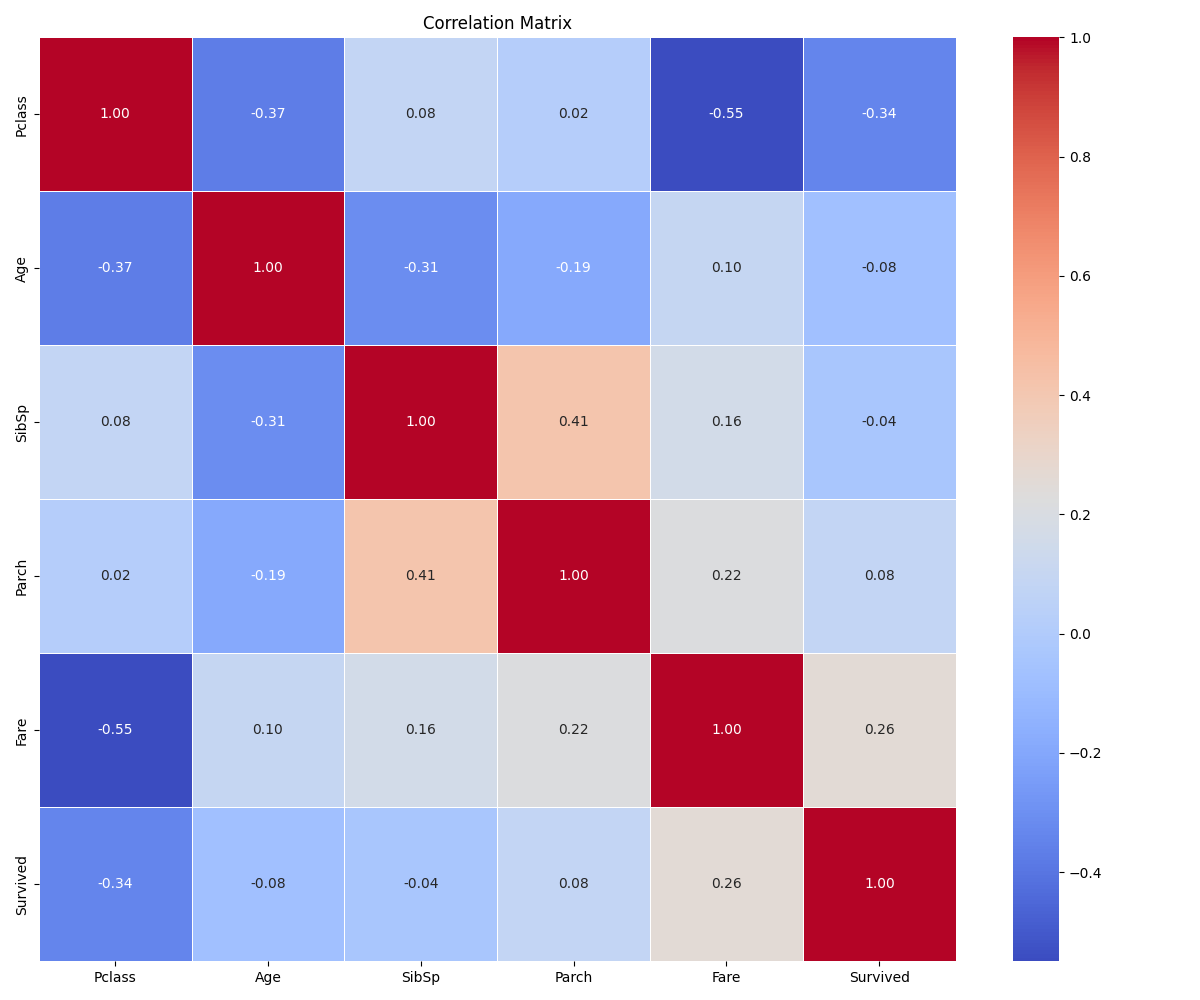 Correlation Matrix
Pclass 1.00 -0.37 0.08 0.02 -0.55 -0.34
Age -0.37 1.00 -0.31 -0.19 0.10 -0.08
SibSp 0.08 -0.31 1.00 0.41 0.16 -0.04
Parch 0.02 -0.19 0.41 1.00 0.22 0.08
Fare -0.55 0.10 0.16 0.22 1.00 0.26
Survived -0.34 -0.08 -0.04 0.08 0.26 1.00
Pclass Age SibSp Parch Fare Survived
1.0
0.8
0.6
0.4
0.2
0.0
−0.2
−0.4